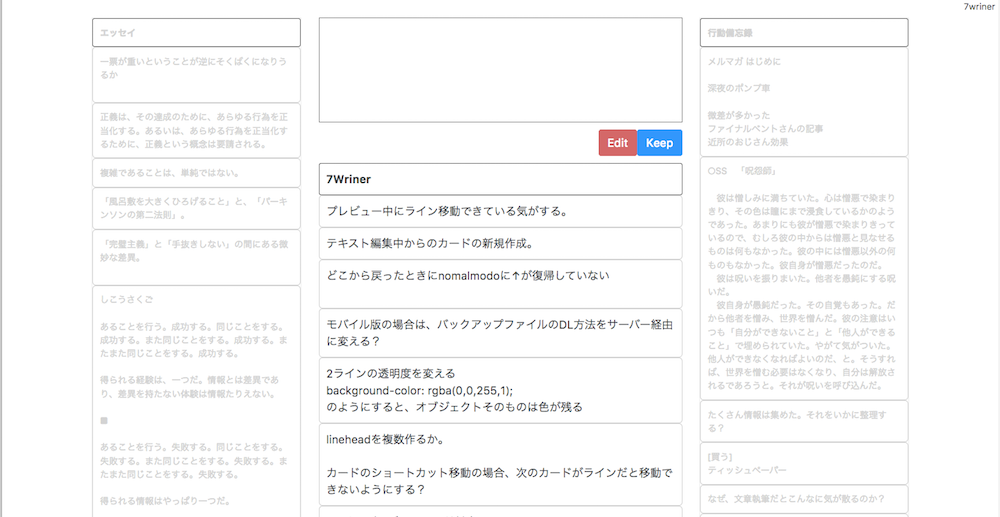 7wriner
エッセイ
一票が重いということが逆にそくばくになりう
るか
正義は、その達成のために、あらゆる行為を正
当化する。あるいは、あらゆる行為を正当化す
るために、正義という概念は要請される。
複雑であることは、単純ではない。
「風呂敷を大きくひろげること」と、「パーキ
ンソンの第二法則」。
「完璧主義」と「手抜きしない」の間にある微
妙な差異。
しこうさくご
あることを行う。成功する。同じことをする。
成功する。また同じことをする。成功する。ま
たまた同じことをする。成功する。
得られる経験は、一つだ。情報とは差異であ
り、差異を持たない体験は情報たりえない。
■
あることを行う。失敗する。同じことをする。
失敗する。また同じことをする。失敗する。ま
たまた同じことをする。失敗する。
得られる情報はやっぱり一つだ。
Edit
Keep
7Wriner
プレビュー中にライン移動できている気がする。
テキスト編集中からのカードの新規作成。
どこから戻ったときにnomalmodoに↑が復帰していない
モバイル版の場合は、バックアップファイルのDL方法をサーバー経由
に変える？
2ラインの透明度を変える
background-color: rgba(0,0,255,1);
のようにすると、オブジェクトそのものは色が残る
lineheadを複数作るか。
カードのショートカット移動の場合、次のカードがラインだと移動で
きないようにする？
行動備忘録
メルマガ はじめに
深夜のポンプ車
微差が多かった
ファイナルベントさんの記事
近所のおじさん効果
○SS　「呪怨師」
　彼は憎しみに満ちていた。心は憎悪で染まり
きり、その色は瞳にまで浸食しているかのよう
であった。あまりにも彼が憎悪で染まりきって
いるので、むしろ彼の中からは憎悪と見なせる
ものは何もなかった。彼の中には憎悪以外の何
ものもなかった。彼自身が憎悪だったのだ。
　彼は呪いを振りまいた。他者を愚鈍にする呪
いだ。
　彼自身が愚鈍だった。その自覚もあった。だ
から他者を憎み、世界を憎んだ。彼の注意はい
つも「自分ができないこと」と「他人ができる
こと」で埋められていた。やがて気がついた。
他人ができなくなればよいのだ、と。そうすれ
ば、世界を憎む必要はなくなり、自分は解放さ
れるであろうと。それが呪いを呼び込んだ。
たくさん情報は集めた。それをいかに整理す
る？
[買う]
ティッシュペーパー
なぜ、文章執筆だとこんなに気が散るのか？